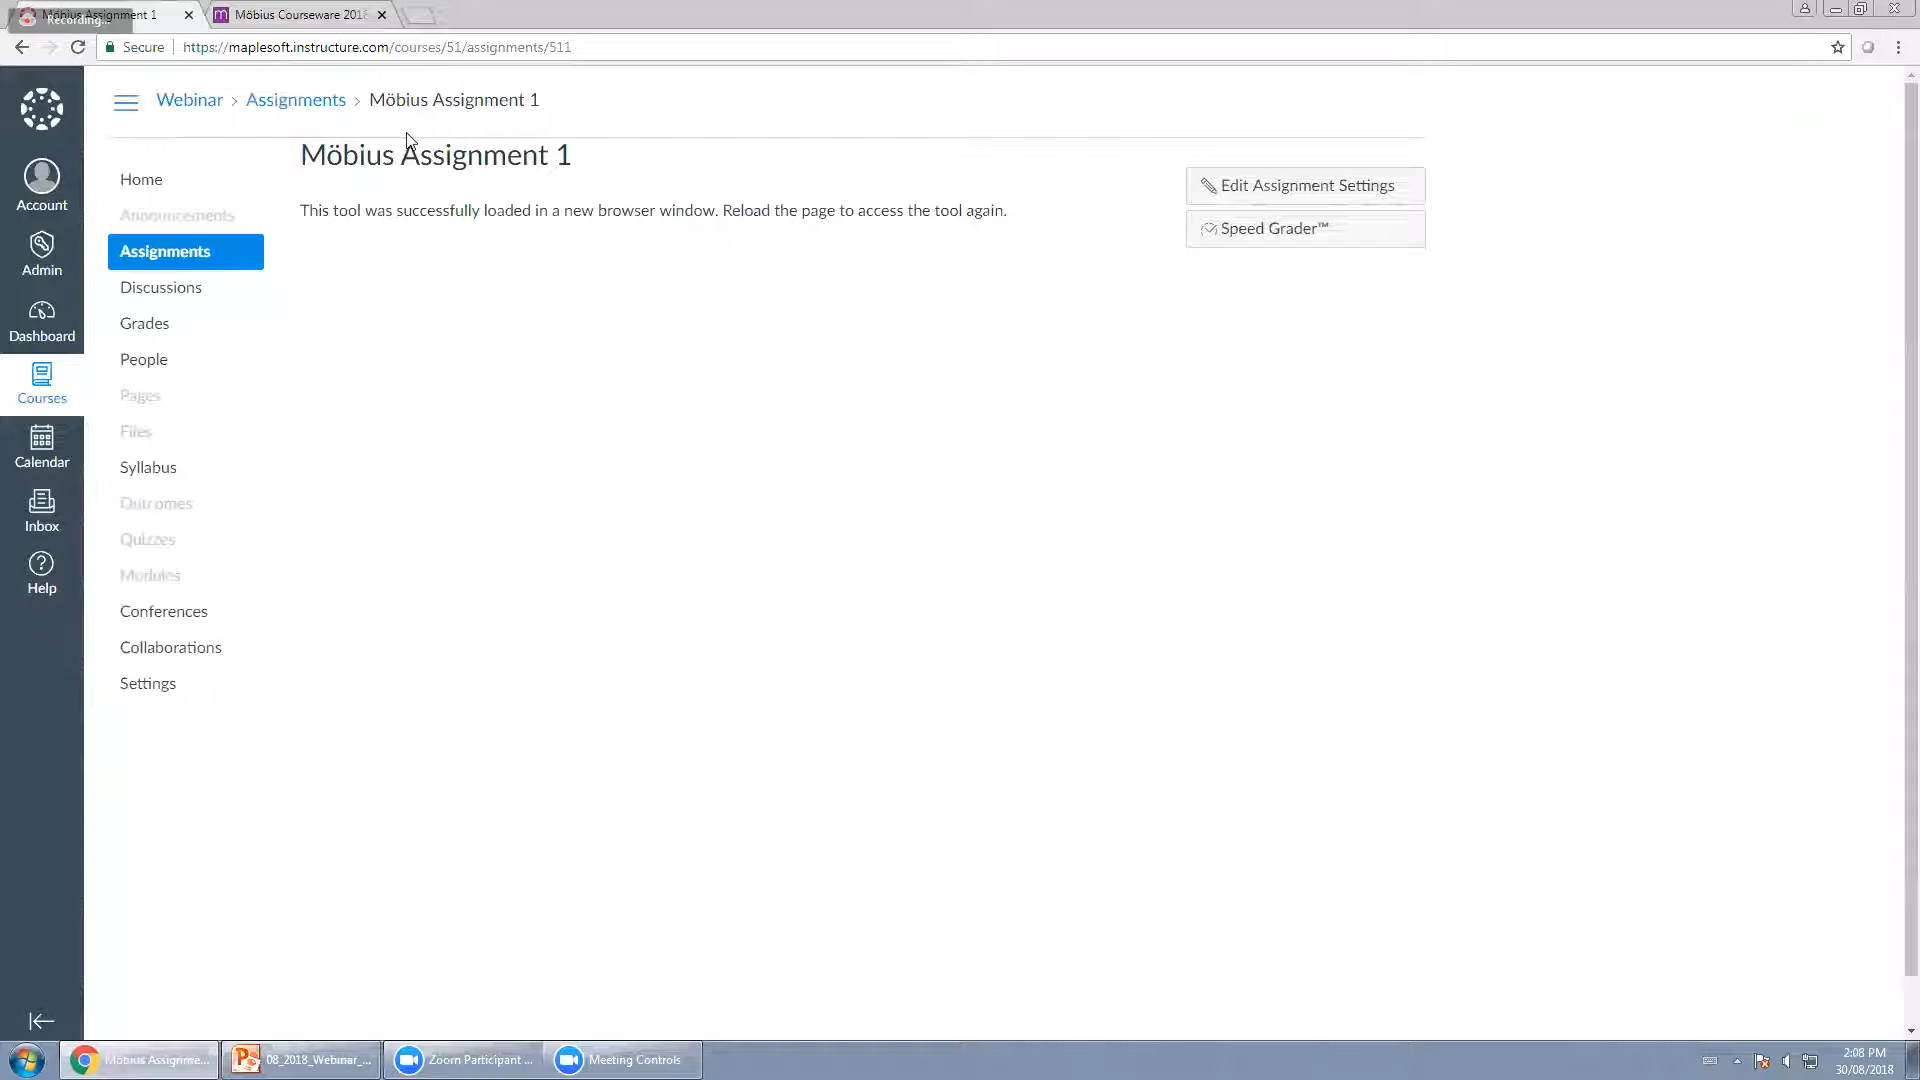 Möbius Assignment 1
Recording...
Möbius Courseware 2018
Secure
https://maplesoft.instructure.com/courses/51/assignments/511
Webinar > Assignments > Möbius Assignment 1
Möbius Assignment 1
This tool was successfully loaded in a new browser window. Reload the page to access the tool again.
Edit Assignment Settings
Speed Grader™
Account
Admin
Dashboard
Courses
Calendar
Inbox
Help
Home
Announcements
Assignments
Discussions
Grades
People
Pages
Files
Syllabus
Outcomes
Quizzes
Modules
Conferences
Collaborations
Settings
Möbius Assignme...
08_2018_Webinar_...
Zoom Participant ...
Meeting Controls
2:08 PM
30/08/2018